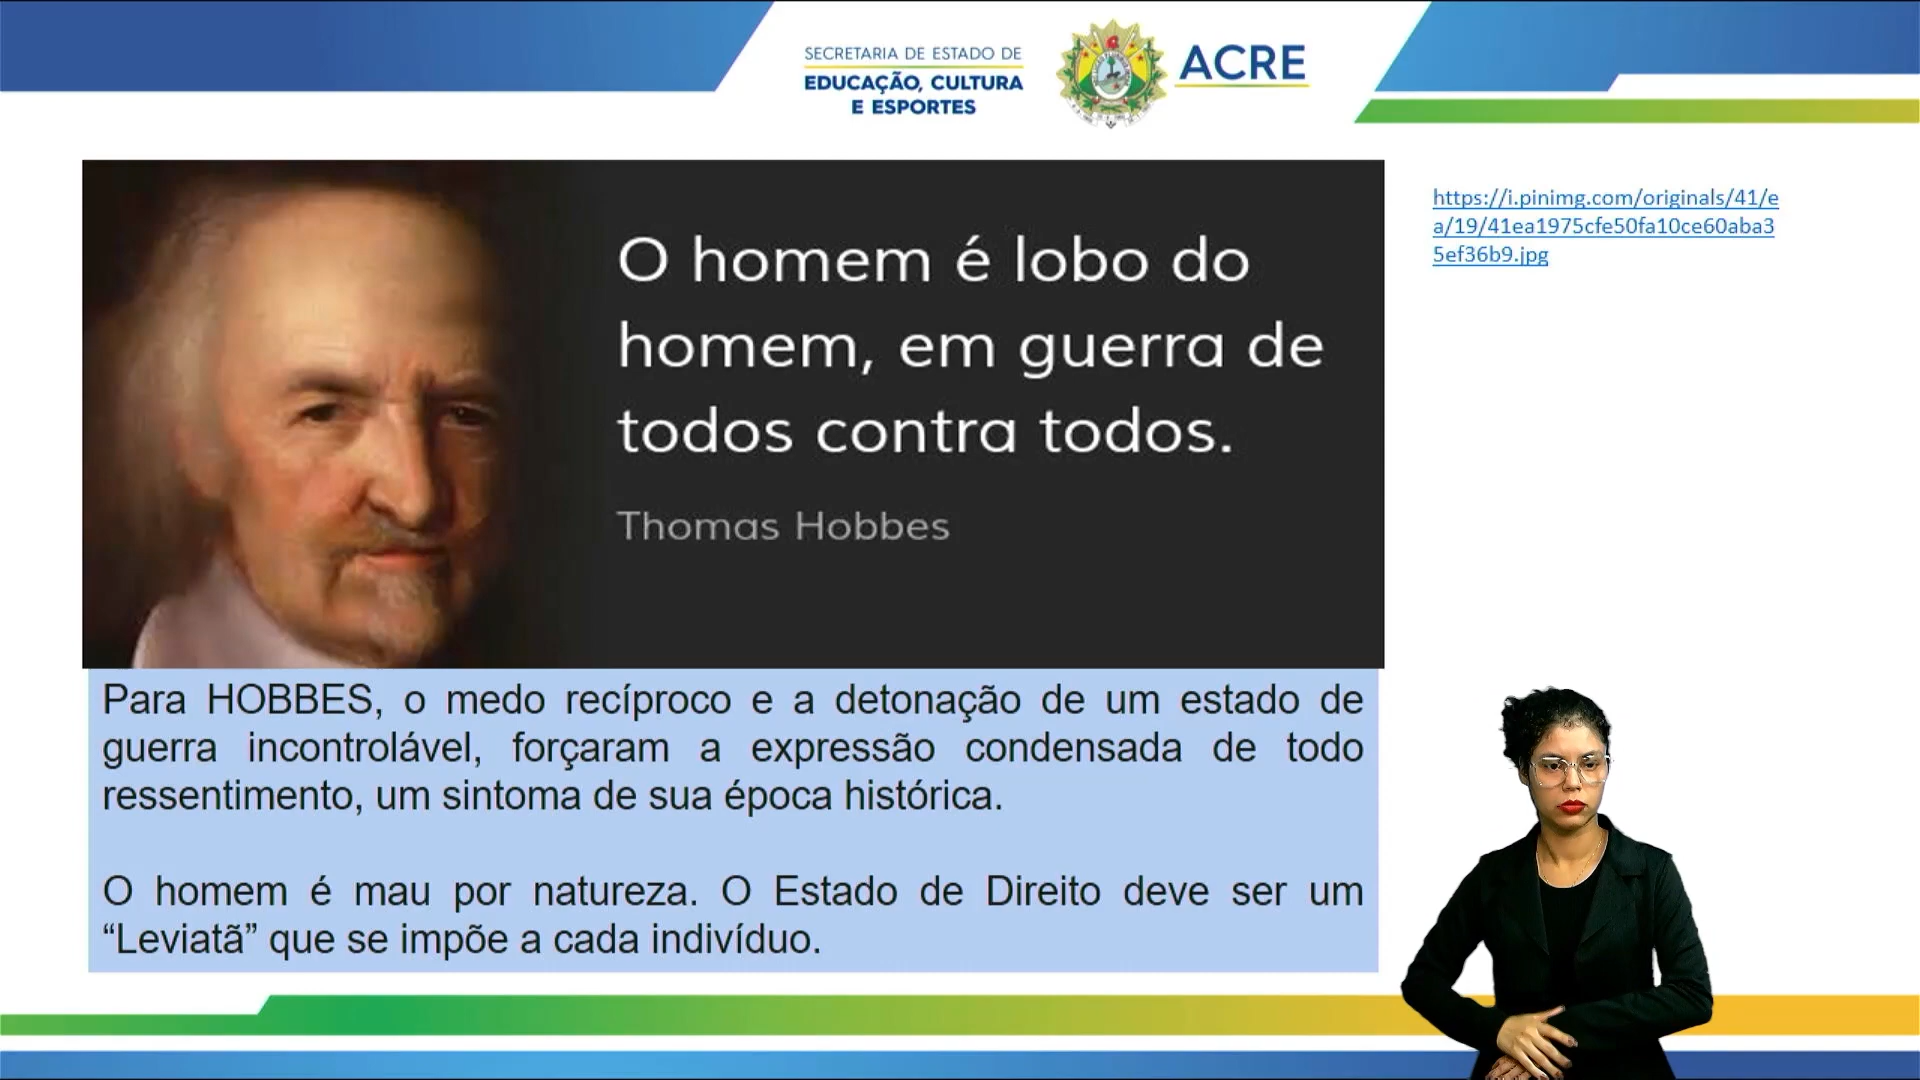 SECRETARIA DE ESTADO DE
EDUCAÇÃO, CULTURA
E ESPORTES
ACRE
O homem é lobo do
homem, em guerra de
todos contra todos.
Thomas Hobbes
https://i.pinimg.com/originals/41/e
a/19/41ea1975cfe50fa10ce60aba3
5ef36b9.jpg
Para HOBBES, o medo recíproco e a detonação de um estado de
guerra incontrolável, forçaram a expressão condensada de todo
ressentimento, um sintoma de sua época histórica.
O homem é mau por natureza. O Estado de Direito deve ser um
“Leviatã” que se impõe a cada indivíduo.